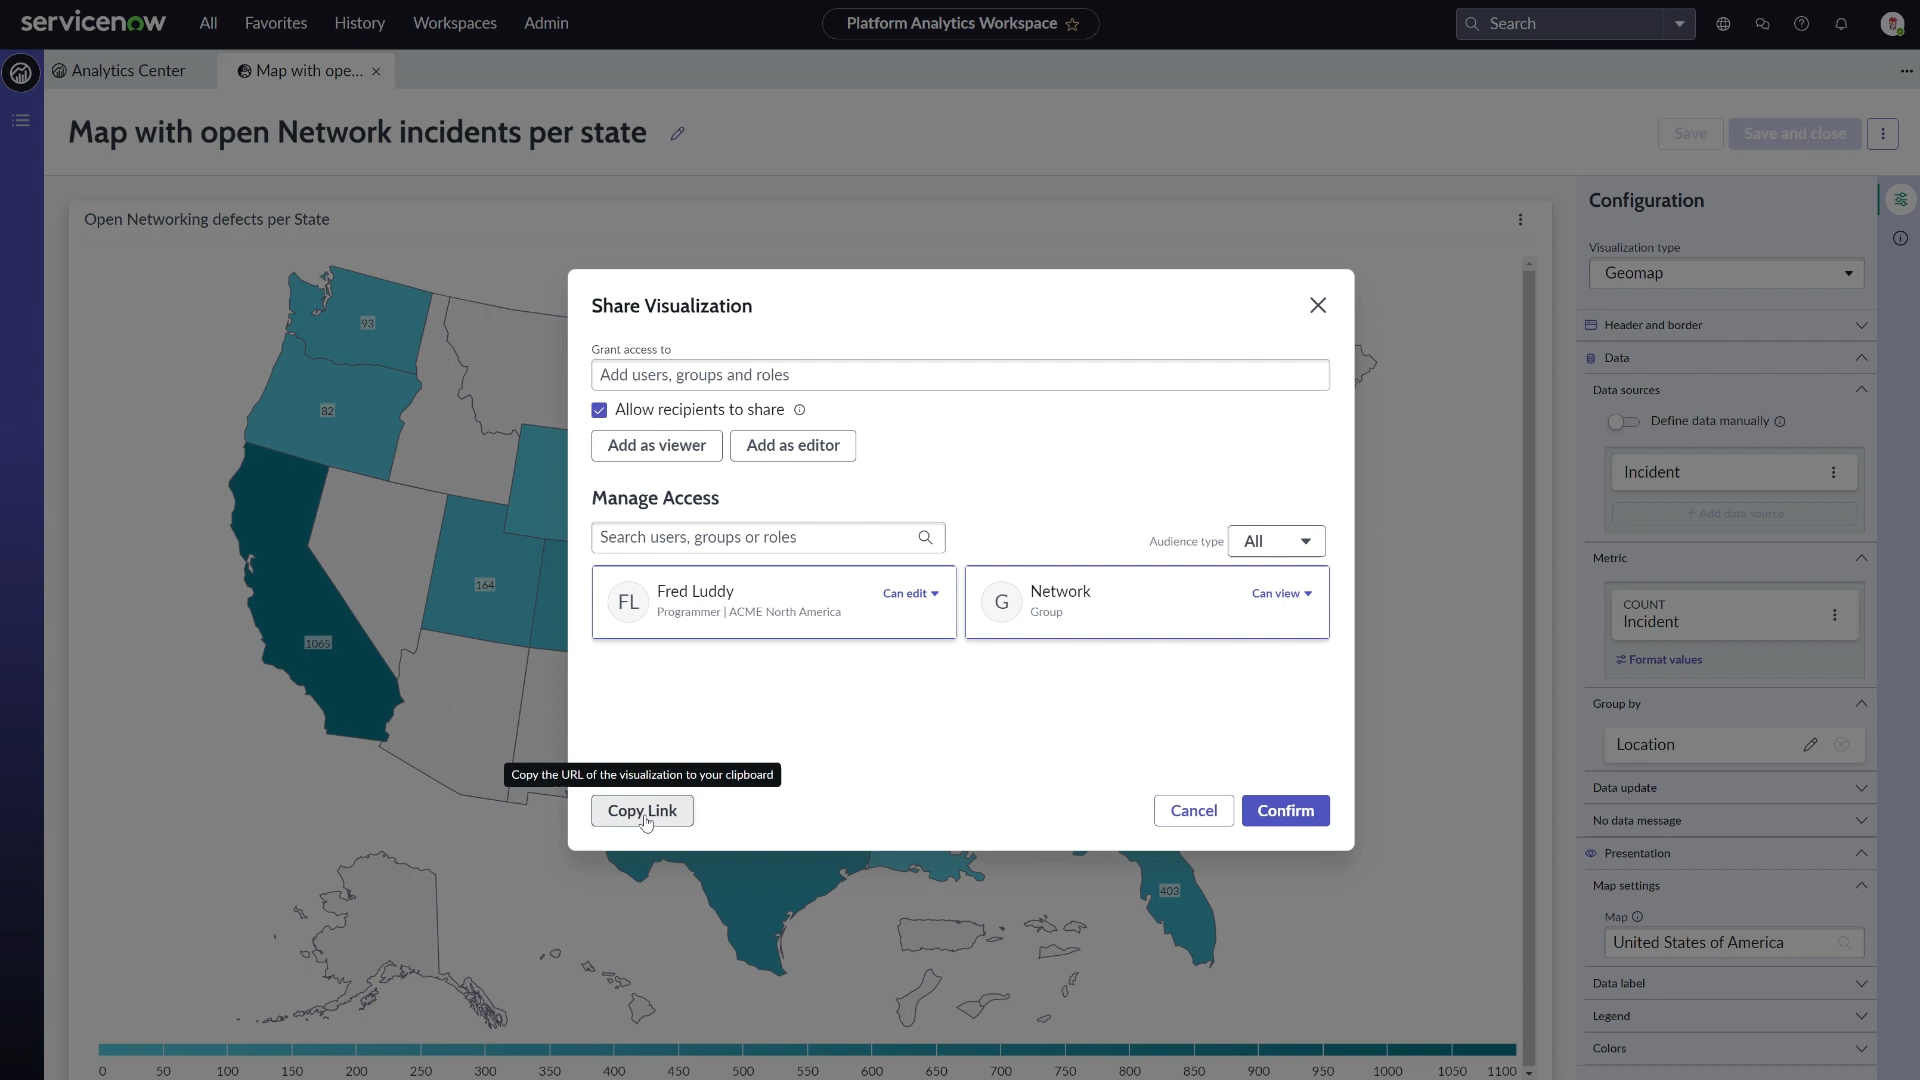 servicenow
All
Favorites
History
Workspaces
Admin
Platform Analytics Workspace
Search
Analytics Center
Map with ope...
Map with open Network incidents per state
Save
Save and close
Open Networking defects per State
93
82
164
1065
403
Share Visualization
Grant access to
Add users, groups and roles
Allow recipients to share
Add as viewer
Add as editor
Manage Access
Search users, groups or roles
Audience type
All
FL
Fred Luddy
Programmer | ACME North America
Can edit
G
Network
Group
Can view
Copy the URL of the visualization to your clipboard
Copy Link
Cancel
Confirm
0 50 100 150 200 250 300 350 400 450 500 550 600 650 700 750 800 850 900 950 1000 1050 1100
Configuration
Visualization type
Geomap
Header and border
Data
Data sources
Define data manually
Incident
+ Add data source
Metric
COUNT
Incident
Format values
Group by
Location
Data update
No data message
Presentation
Map settings
Map
United States of America
Data label
Legend
Colors